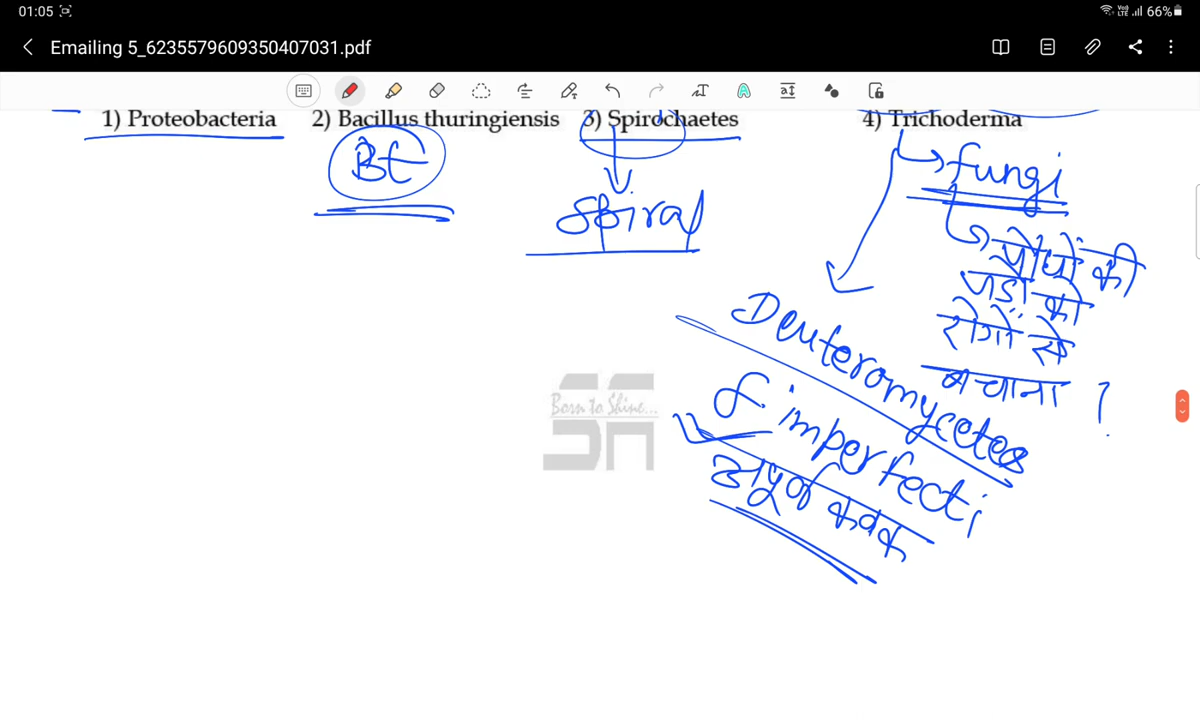 01:05 66%
Emailing 5_6235579609350407031.pdf
1) Proteobacteria 2) Bacillus thuringiensis 3) Spirochaetes 4) Trichoderma
Bt
Spiral
fungi
पौधों की
जड़ों को
रोगों से
बचाना ?
Deuteromycetes
f. imperfecti
अपूर्ण कवक
Born to Shine...
SR